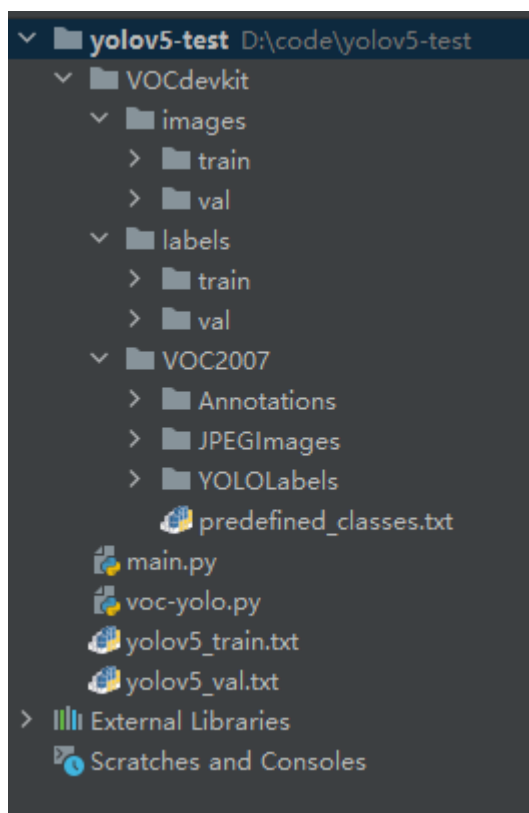 yolov5-test D:\code\yolov5-test
VOCdevkit
images
train
val
labels
train
val
VOC2007
Annotations
JPEGImages
YOLOLabels
predefined_classes.txt
main.py
voc-yolo.py
yolov5_train.txt
yolov5_val.txt
External Libraries
Scratches and Consoles